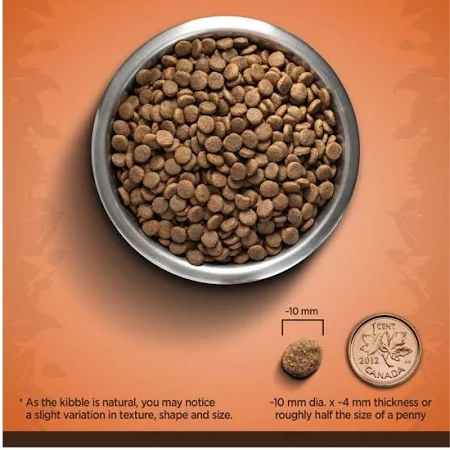 ~10 mm
1 CENT
2012
CANADA
* As the kibble is natural, you may notice
a slight variation in texture, shape and size.
~10 mm dia. x ~4 mm thickness or
roughly half the size of a penny